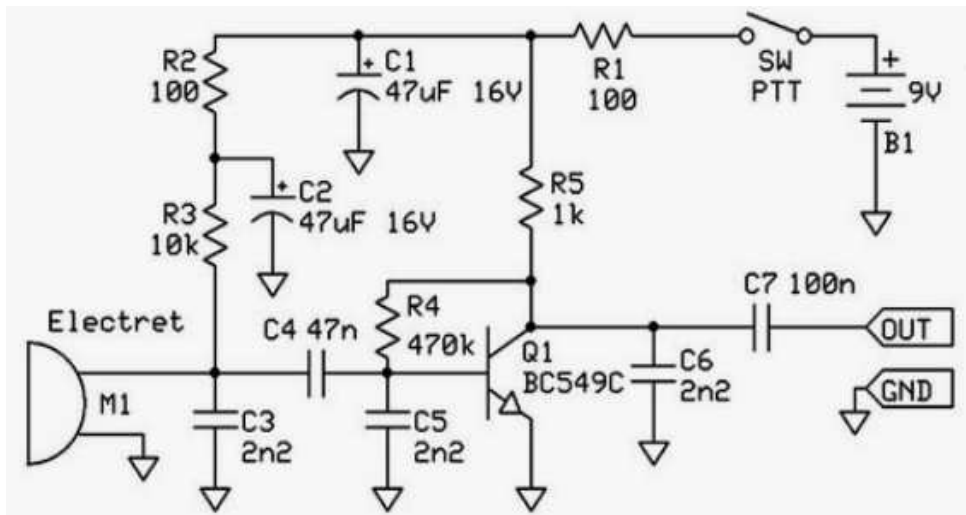 R2
100
C1
47uF 16V
R1
100
SW
PTT
+
9V
B1
R3
10k
C2
47uF 16V
R5
1k
Electret
M1
C4 47n
R4
470k
Q1
BC549C
C7 100n
OUT
GND
C3
2n2
C5
2n2
C6
2n2